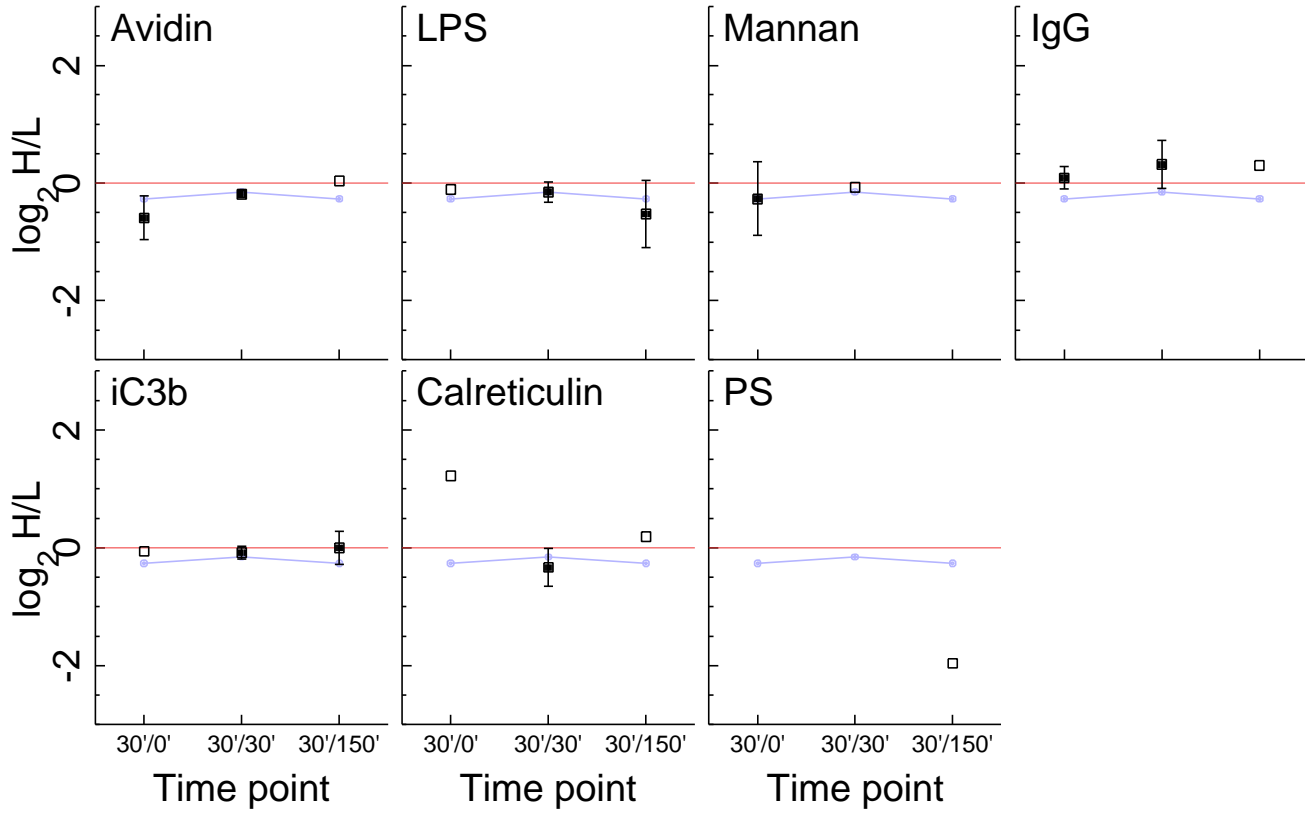 Avidin
LPS
Mannan
IgG
log2 H/L
2
0
-2
iC3b
Calreticulin
PS
log2 H/L
2
0
-2
30'/0' 30'/30' 30'/150'
30'/0' 30'/30' 30'/150'
30'/0' 30'/30' 30'/150'
Time point
Time point
Time point